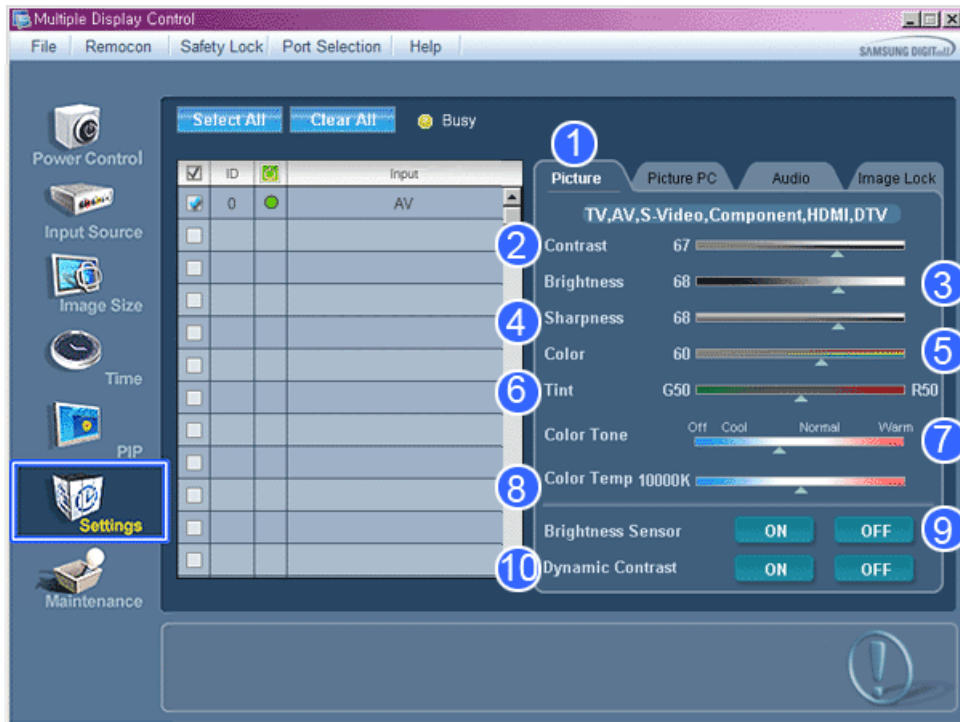 Multiple Display Control
File Remocon Safety Lock Port Selection Help
SAMSUNG DIGITall
Power Control
Input Source
Image Size
Time
PIP
Settings
Maintenance
Select All Clear All Busy
ID Input
0 AV
1
Picture Picture PC Audio Image Lock
TV,AV,S-Video,Component,HDMI,DTV
2 Contrast 67
Brightness 68 3
4 Sharpness 68
Color 60 5
6 Tint G50 R50
Off Cool Normal Warm
Color Tone 7
8 Color Temp 10000K
Brightness Sensor ON OFF 9
10 Dynamic Contrast ON OFF